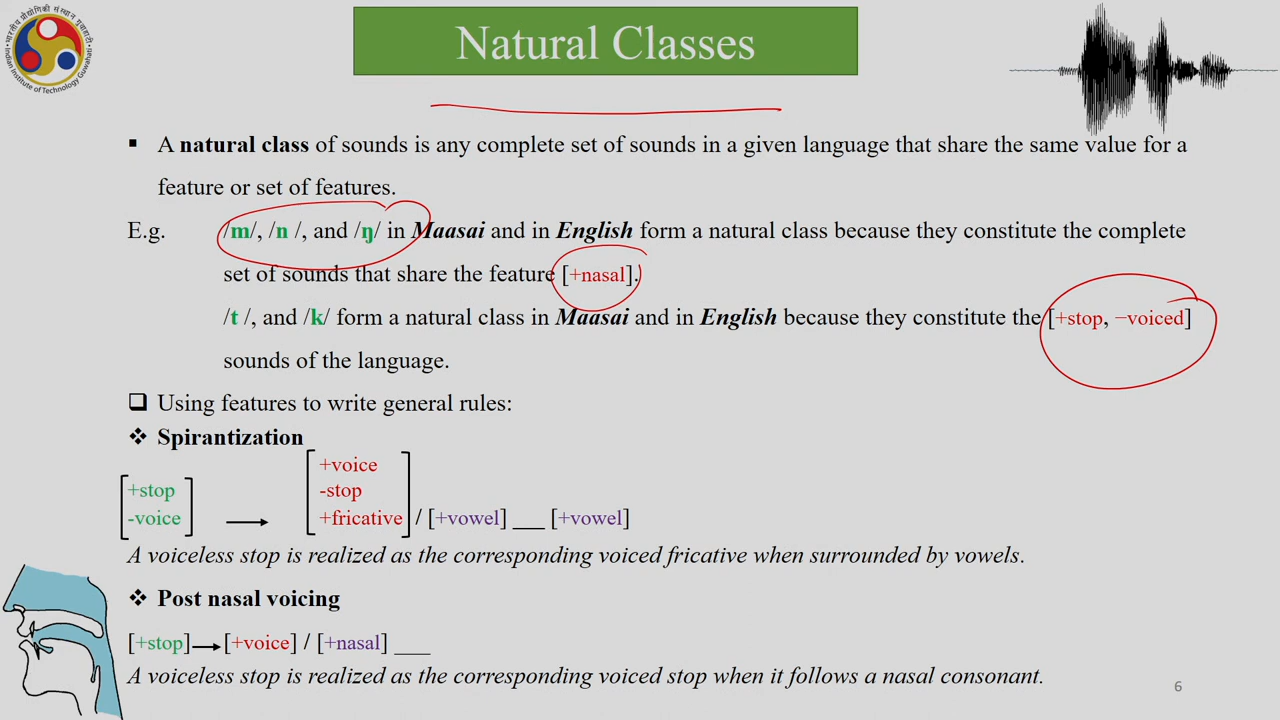 Natural Classes
भारतीय प्रौद्योगिकी संस्थान गुवाहाटी
Indian Institute of Technology Guwahati
▪ A natural class of sounds is any complete set of sounds in a given language that share the same value for a
feature or set of features.
E.g. /m/, /n /, and /ŋ/ in Maasai and in English form a natural class because they constitute the complete
set of sounds that share the feature [+nasal].
/t /, and /k/ form a natural class in Maasai and in English because they constitute the [+stop, −voiced]
sounds of the language.
❑ Using features to write general rules:
❖ Spirantization
+voice
+stop -stop
-voice → +fricative / [+vowel] ___ [+vowel]
A voiceless stop is realized as the corresponding voiced fricative when surrounded by vowels.
❖ Post nasal voicing
[+stop]→[+voice] / [+nasal] ___
A voiceless stop is realized as the corresponding voiced stop when it follows a nasal consonant.
6